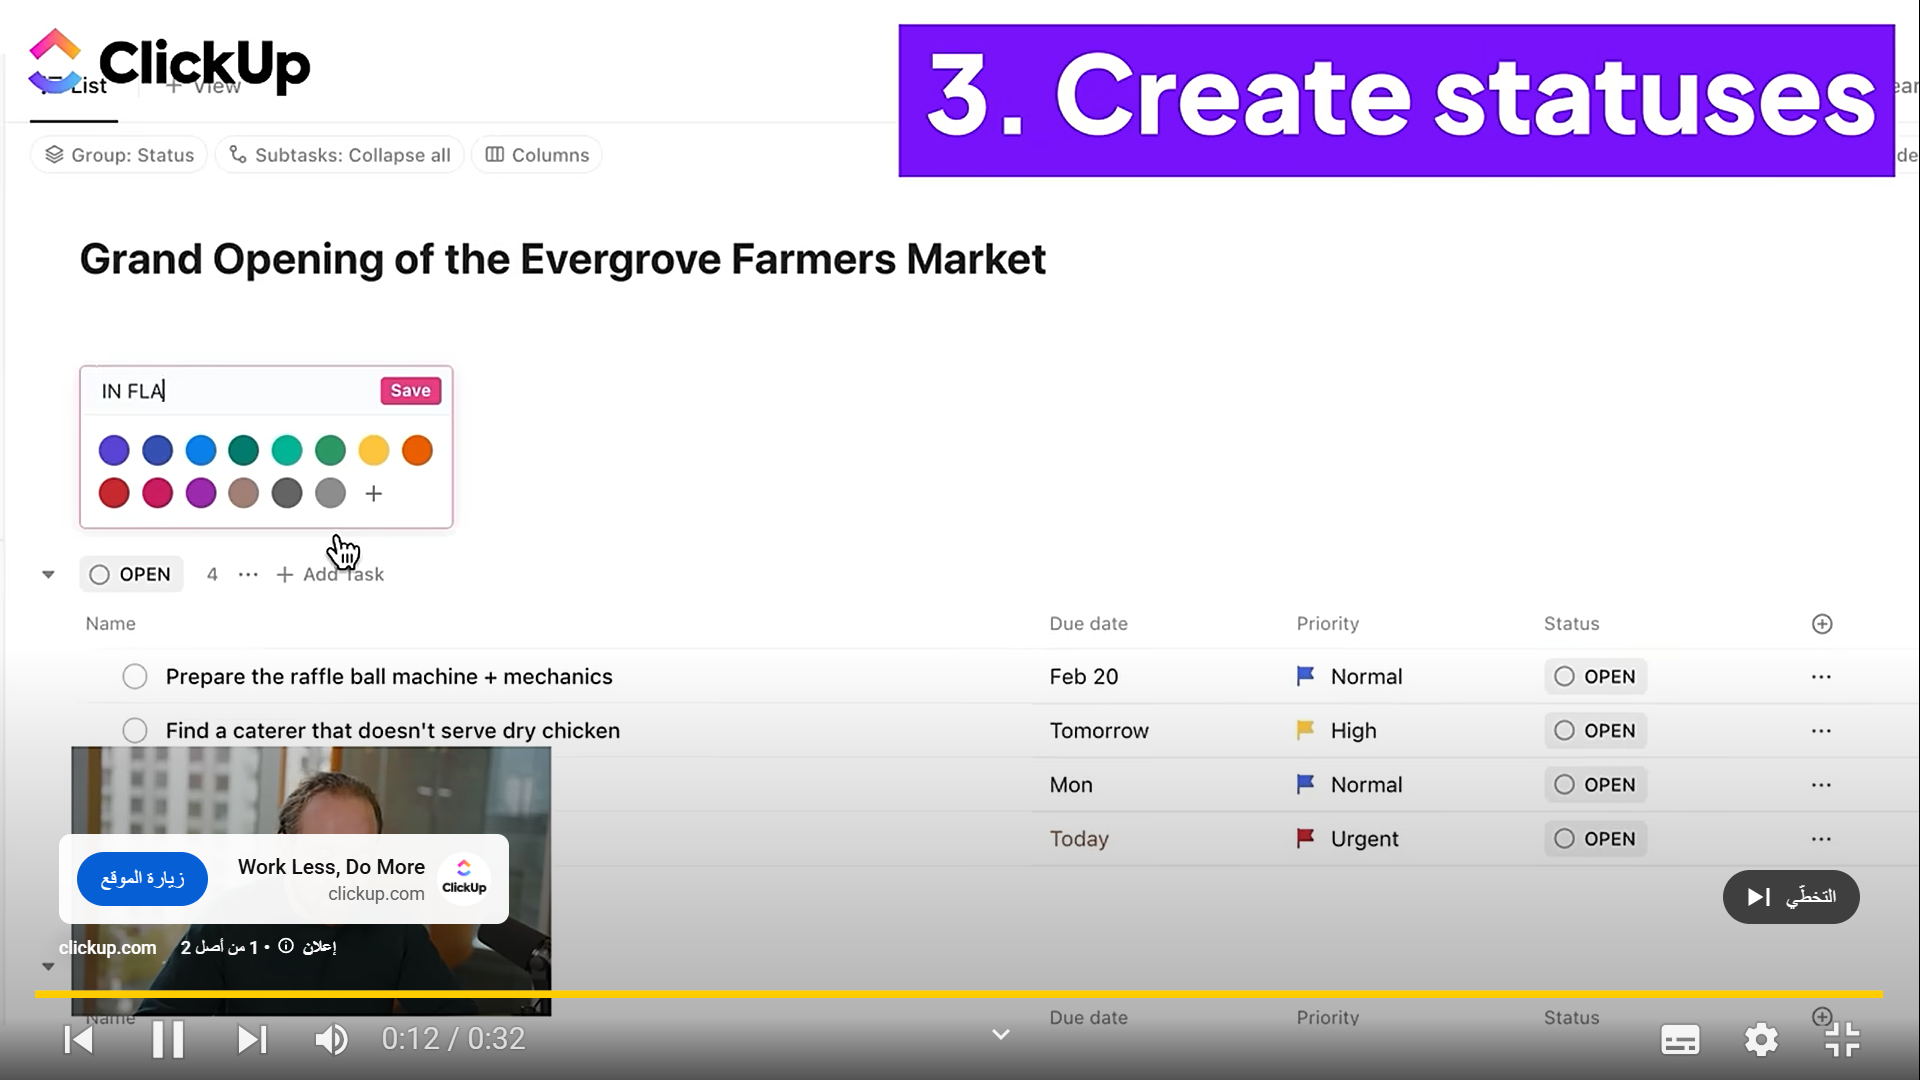 ClickUp
3. Create statuses
List
+ View
Group: Status
Subtasks: Collapse all
Columns
Grand Opening of the Evergrove Farmers Market
IN FLA
Save
OPEN 4 ... + Add Task
Name Due date Priority Status
Prepare the raffle ball machine + mechanics Feb 20 Normal OPEN ...
Find a caterer that doesn't serve dry chicken Tomorrow High OPEN ...
Mon Normal OPEN ...
Today Urgent OPEN ...
زيارة الموقع
Work Less, Do More
clickup.com
ClickUp
التخطّي
clickup.com
إعلان • 1 من أصل 2
Name Due date Priority Status
0:12 / 0:32